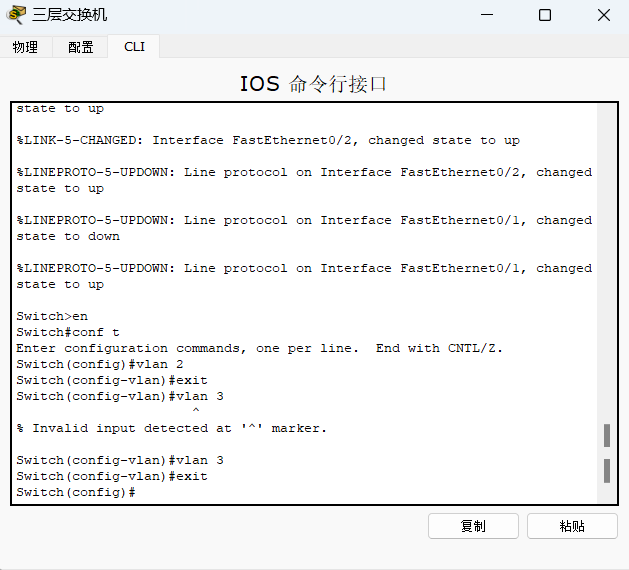 三层交换机
物理 配置 CLI
IOS 命令行接口
state to up
%LINK-5-CHANGED: Interface FastEthernet0/2, changed state to up
%LINEPROTO-5-UPDOWN: Line protocol on Interface FastEthernet0/2, changed
state to up
%LINEPROTO-5-UPDOWN: Line protocol on Interface FastEthernet0/1, changed
state to down
%LINEPROTO-5-UPDOWN: Line protocol on Interface FastEthernet0/1, changed
state to up
Switch>en
Switch#conf t
Enter configuration commands, one per line.  End with CNTL/Z.
Switch(config)#vlan 2
Switch(config-vlan)#exit
Switch(config-vlan)#vlan 3
^
% Invalid input detected at '^' marker.
Switch(config-vlan)#vlan 3
Switch(config-vlan)#exit
Switch(config)#
复制 粘贴